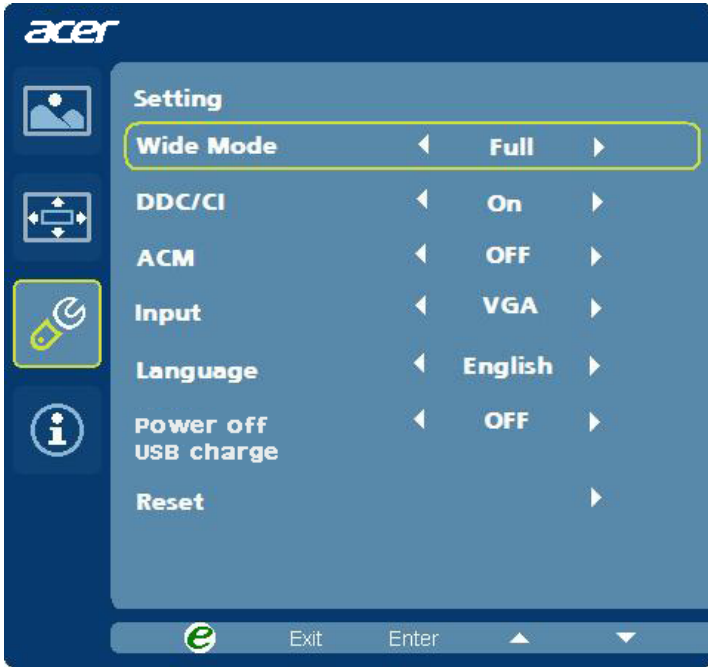 acer
Setting
Wide Mode Full
DDC/CI On
ACM OFF
Input VGA
Language English
Power off OFF
USB charge
Reset
e Exit Enter